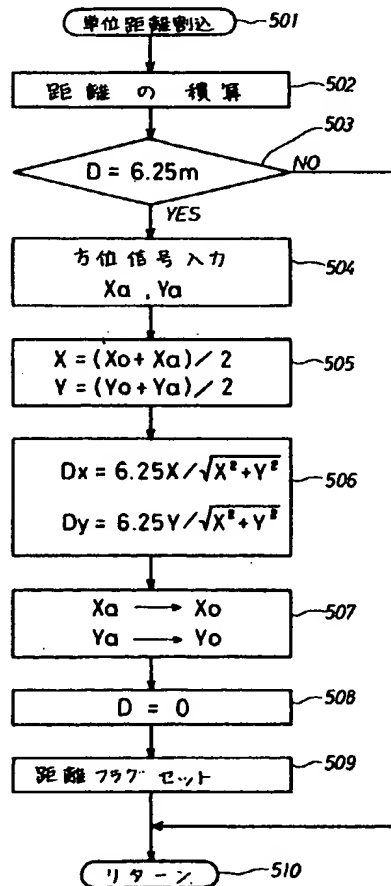 単位距離割込 501
距離の積算 502
503
D = 6.25m NO
YES
方位信号入力
Xa , Ya 504
X = (Xo + Xa) / 2
Y = (Yo + Ya) / 2 505
Dx = 6.25X / √X²+Y²
Dy = 6.25Y / √X²+Y² 506
Xa → Xo
Ya → Yo 507
D = 0 508
距離フラグセット 509
リターン 510